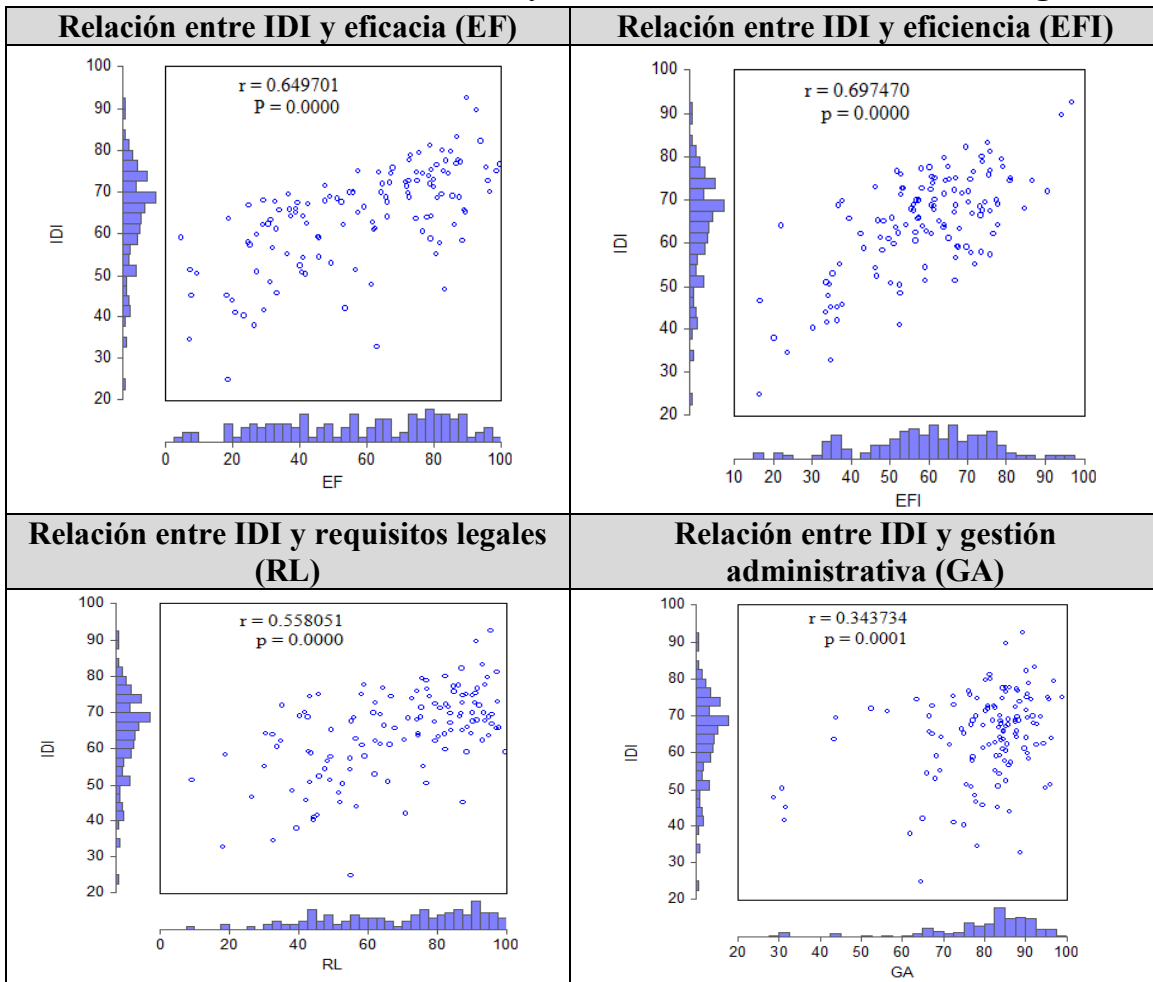 Relación entre IDI y eficacia (EF)
Relación entre IDI y eficiencia (EFI)
100
90
80
70
60
50
40
30
20
IDI
r = 0.649701
P = 0.0000
0 20 40 60 80 100
EF
100
90
80
70
60
50
40
30
20
IDI
r = 0.697470
p = 0.0000
10 20 30 40 50 60 70 80 90 100
EFI
Relación entre IDI y requisitos legales
(RL)
Relación entre IDI y gestión
administrativa (GA)
100
90
80
70
60
50
40
30
20
IDI
r = 0.558051
p = 0.0000
0 20 40 60 80 100
RL
100
90
80
70
60
50
40
30
20
IDI
r = 0.343734
p = 0.0001
20 30 40 50 60 70 80 90 100
GA